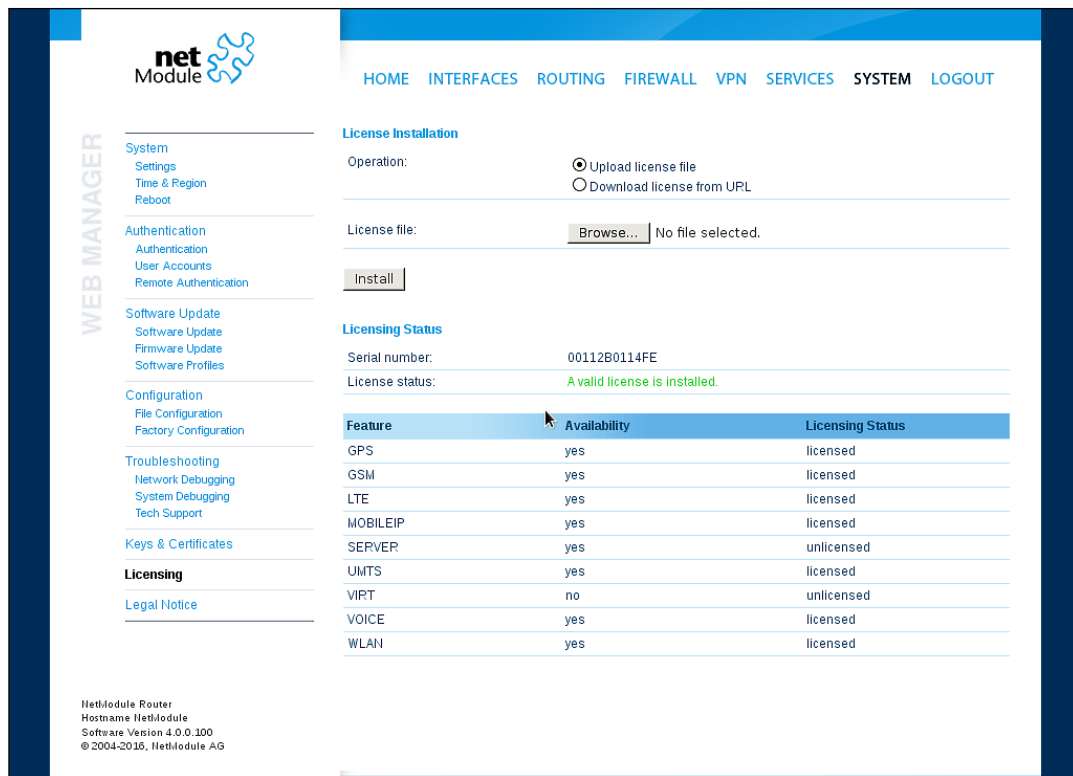 net
Module
HOME INTERFACES ROUTING FIREWALL VPN SERVICES SYSTEM LOGOUT
WEB MANAGER
System
Settings
Time & Region
Reboot
Authentication
Authentication
User Accounts
Remote Authentication
Software Update
Software Update
Firmware Update
Software Profiles
Configuration
File Configuration
Factory Configuration
Troubleshooting
Network Debugging
System Debugging
Tech Support
Keys & Certificates
Licensing
Legal Notice
License Installation
Operation:
Upload license file
Download license from URL
License file: Browse... No file selected.
Install
Licensing Status
Serial number: 00112B0114FE
License status: A valid license is installed.
Feature Availability Licensing Status
GPS yes licensed
GSM yes licensed
LTE yes licensed
MOBILEIP yes licensed
SERVER yes unlicensed
UMTS yes licensed
VIRT no unlicensed
VOICE yes licensed
WLAN yes licensed
NetModule Router
Hostname NetModule
Software Version 4.0.0.100
© 2004-2016, NetModule AG